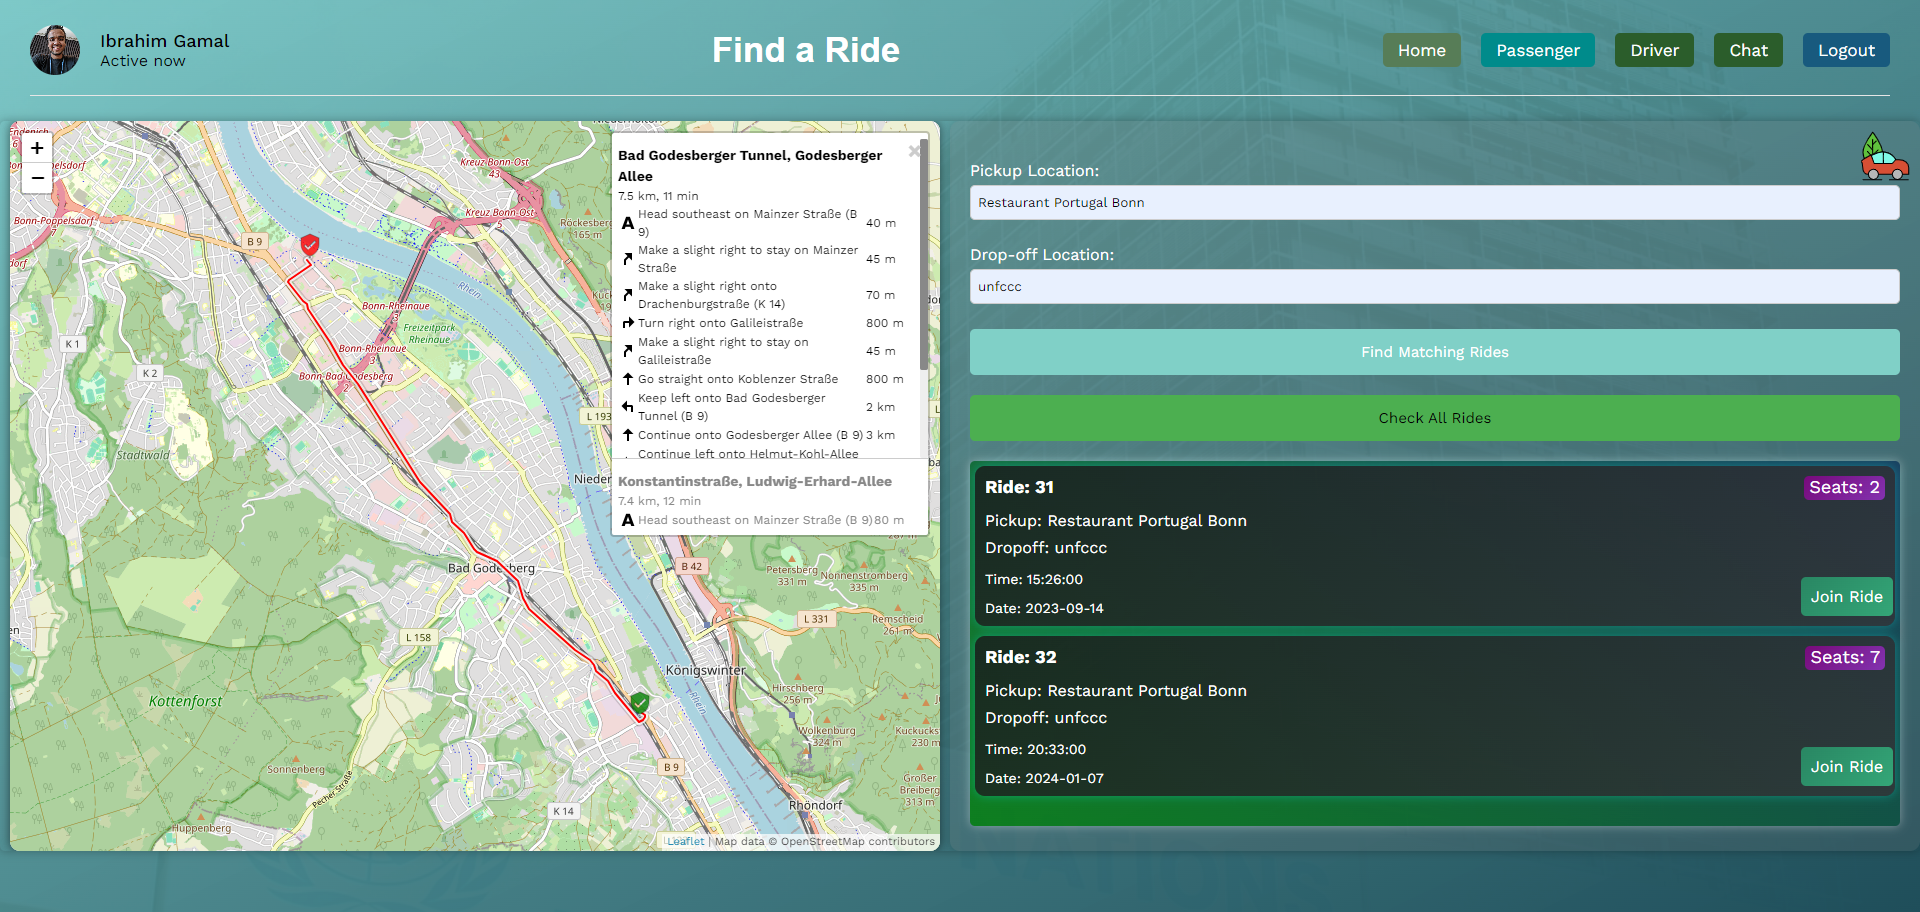 Ibrahim Gamal
Active now
Find a Ride
Home
Passenger
Driver
Chat
Logout
+
−
Endenich
6
Bonn-Poppelsdorf
7
B 9
Kreuz Bonn-Ost
43
Kreuz Bonn-Ost
165 m
Rhein
Bonn-Rheinaue
3
Freizeitpark
Rheinaue
Bonn-Rheinaue
3
Bonn-Bad Godesberg
2
K 1
K 2
L 193
Stadtwald
Bad Godesberg
B 42
Petersberg
331 m
Nonnenstromberg
335 m
L 331
Remscheid
261 m
L 158
Königswinter
Hirschberg
256 m
Rhein
Kottenforst
Wolkenburg
324 m
230 m
Sonnenberg
Pecher Straße
B 9
K 14
Großer
Breiberg
313 m
Rhöndorf
Huppenberg
Leaflet | Map data © OpenStreetMap contributors
Bad Godesberger Tunnel, Godesberger
Allee
7.5 km, 11 min
A Head southeast on Mainzer Straße (B
9) 40 m
Make a slight right to stay on Mainzer
Straße 45 m
Make a slight right onto
Drachenburgstraße (K 14) 70 m
Turn right onto Galileistraße 800 m
Make a slight right to stay on
Galileistraße 45 m
Go straight onto Koblenzer Straße 800 m
Keep left onto Bad Godesberger
Tunnel (B 9) 2 km
Continue onto Godesberger Allee (B 9) 3 km
Continue left onto Helmut-Kohl-Allee
Konstantinstraße, Ludwig-Erhard-Allee
7.4 km, 12 min
A Head southeast on Mainzer Straße (B 9) 80 m
Pickup Location:
Restaurant Portugal Bonn
Drop-off Location:
unfccc
Find Matching Rides
Check All Rides
Ride: 31
Seats: 2
Pickup: Restaurant Portugal Bonn
Dropoff: unfccc
Time: 15:26:00
Date: 2023-09-14
Join Ride
Ride: 32
Seats: 7
Pickup: Restaurant Portugal Bonn
Dropoff: unfccc
Time: 20:33:00
Date: 2024-01-07
Join Ride